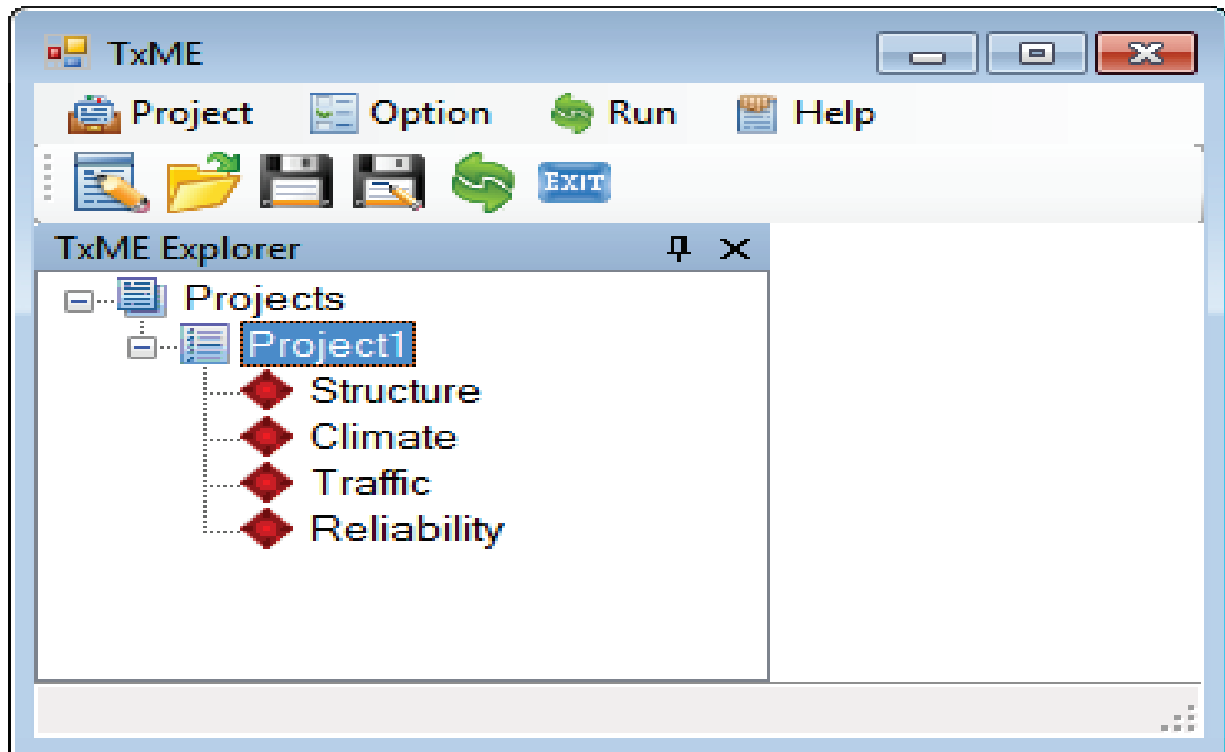 TxME
Project Option Run Help
EXIT
TxME Explorer
Projects
Project1
Structure
Climate
Traffic
Reliability